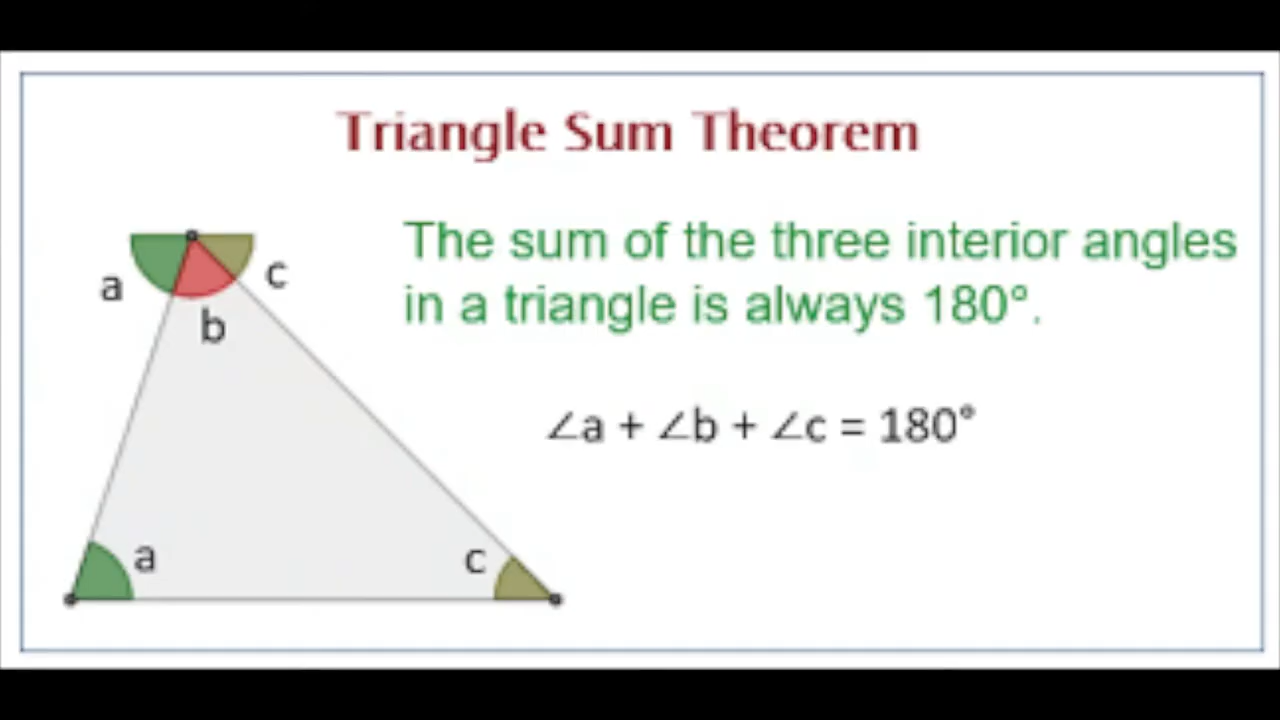 Triangle Sum Theorem
The sum of the three interior angles
in a triangle is always 180°.
a
c
b
∠a + ∠b + ∠c = 180°
a
c